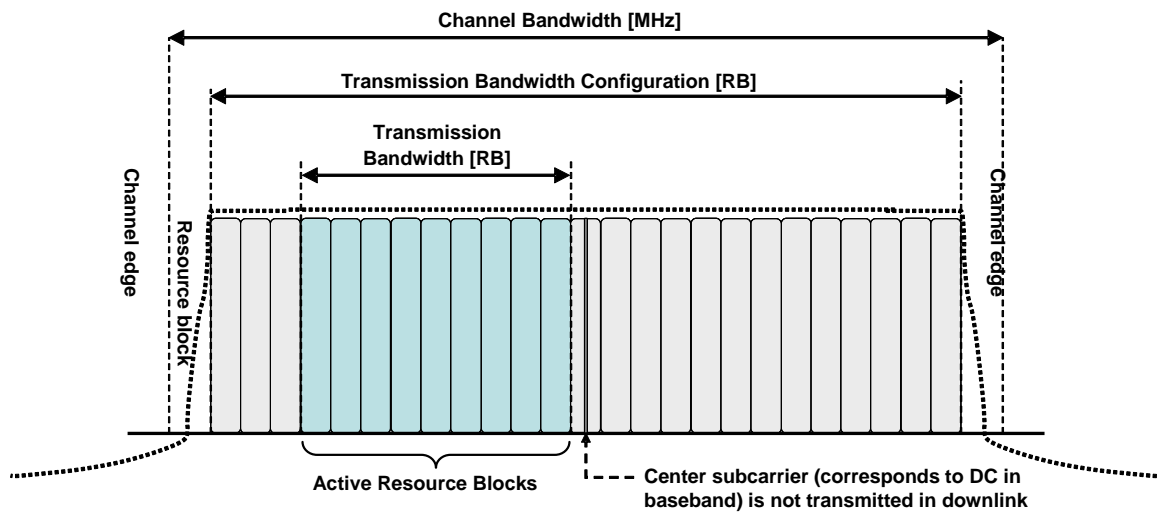 Channel Bandwidth [MHz]
Transmission Bandwidth Configuration [RB]
Transmission
Bandwidth [RB]
Channel edge
Resource block
Channel edge
Active Resource Blocks
Center subcarrier (corresponds to DC in
baseband) is not transmitted in downlink